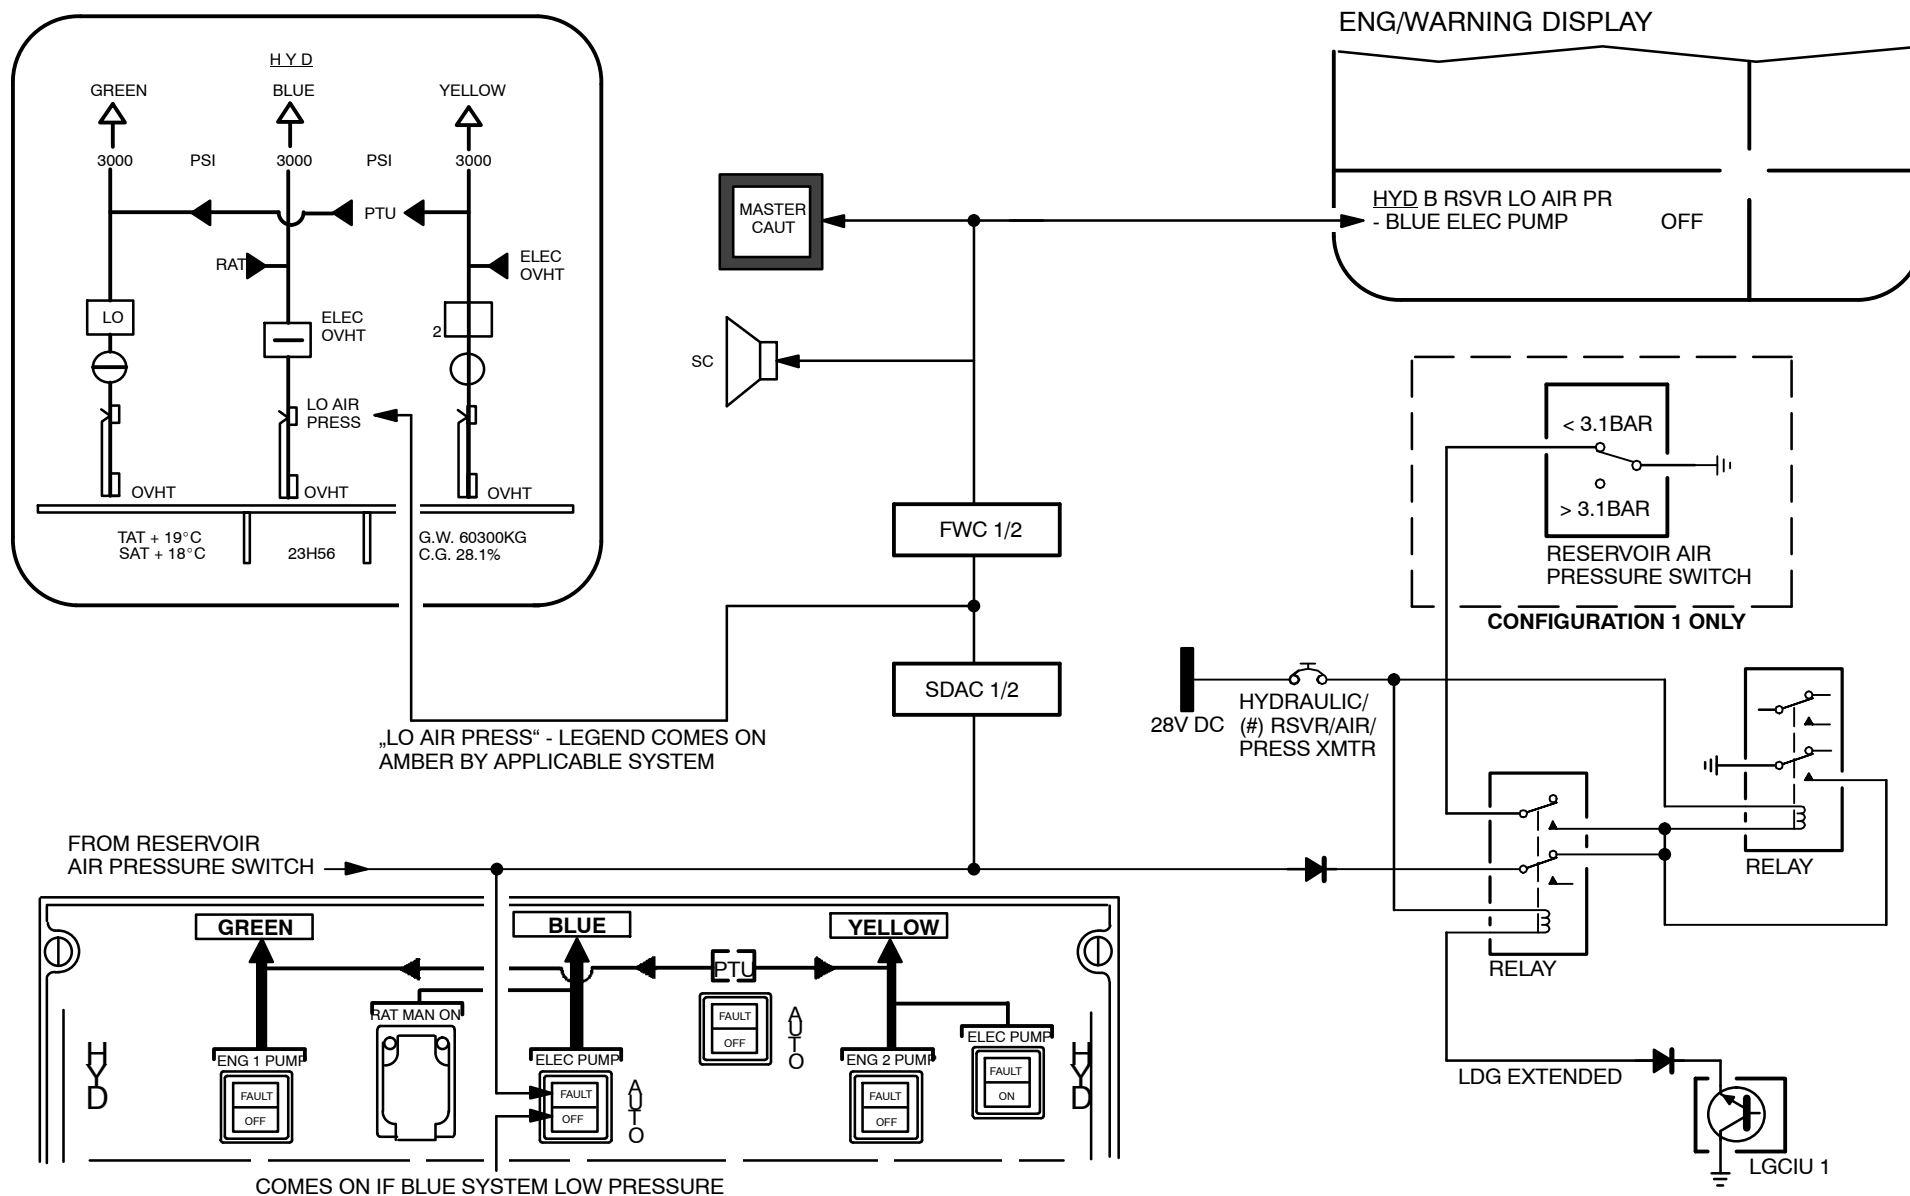 ENG/WARNING DISPLAY
H Y D
GREEN BLUE YELLOW
3000 PSI 3000 PSI 3000
PTU
RAT
ELEC
OVHT
LO
ELEC
OVHT
2
LO AIR
PRESS
OVHT OVHT OVHT
TAT + 19°C
SAT + 18°C
23H56
G.W. 60300KG
C.G. 28.1%
MASTER
CAUT
SC
HYD B RSVR LO AIR PR
- BLUE ELEC PUMP OFF
FWC 1/2
SDAC 1/2
„LO AIR PRESS“ - LEGEND COMES ON
AMBER BY APPLICABLE SYSTEM
< 3.1BAR
> 3.1BAR
RESERVOIR AIR
PRESSURE SWITCH
CONFIGURATION 1 ONLY
28V DC
HYDRAULIC/
(#) RSVR/AIR/
PRESS XMTR
RELAY
RELAY
LDG EXTENDED
LGCIU 1
FROM RESERVOIR
AIR PRESSURE SWITCH
GREEN BLUE YELLOW
PTU
RAT MAN ON
FAULT
OFF
AUTO
ELEC PUMP
FAULT
ON
HYD
ENG 1 PUMP
FAULT
OFF
ELEC PUMP
FAULT
OFF
AUTO
ENG 2 PUMP
FAULT
OFF
HYD
COMES ON IF BLUE SYSTEM LOW PRESSURE